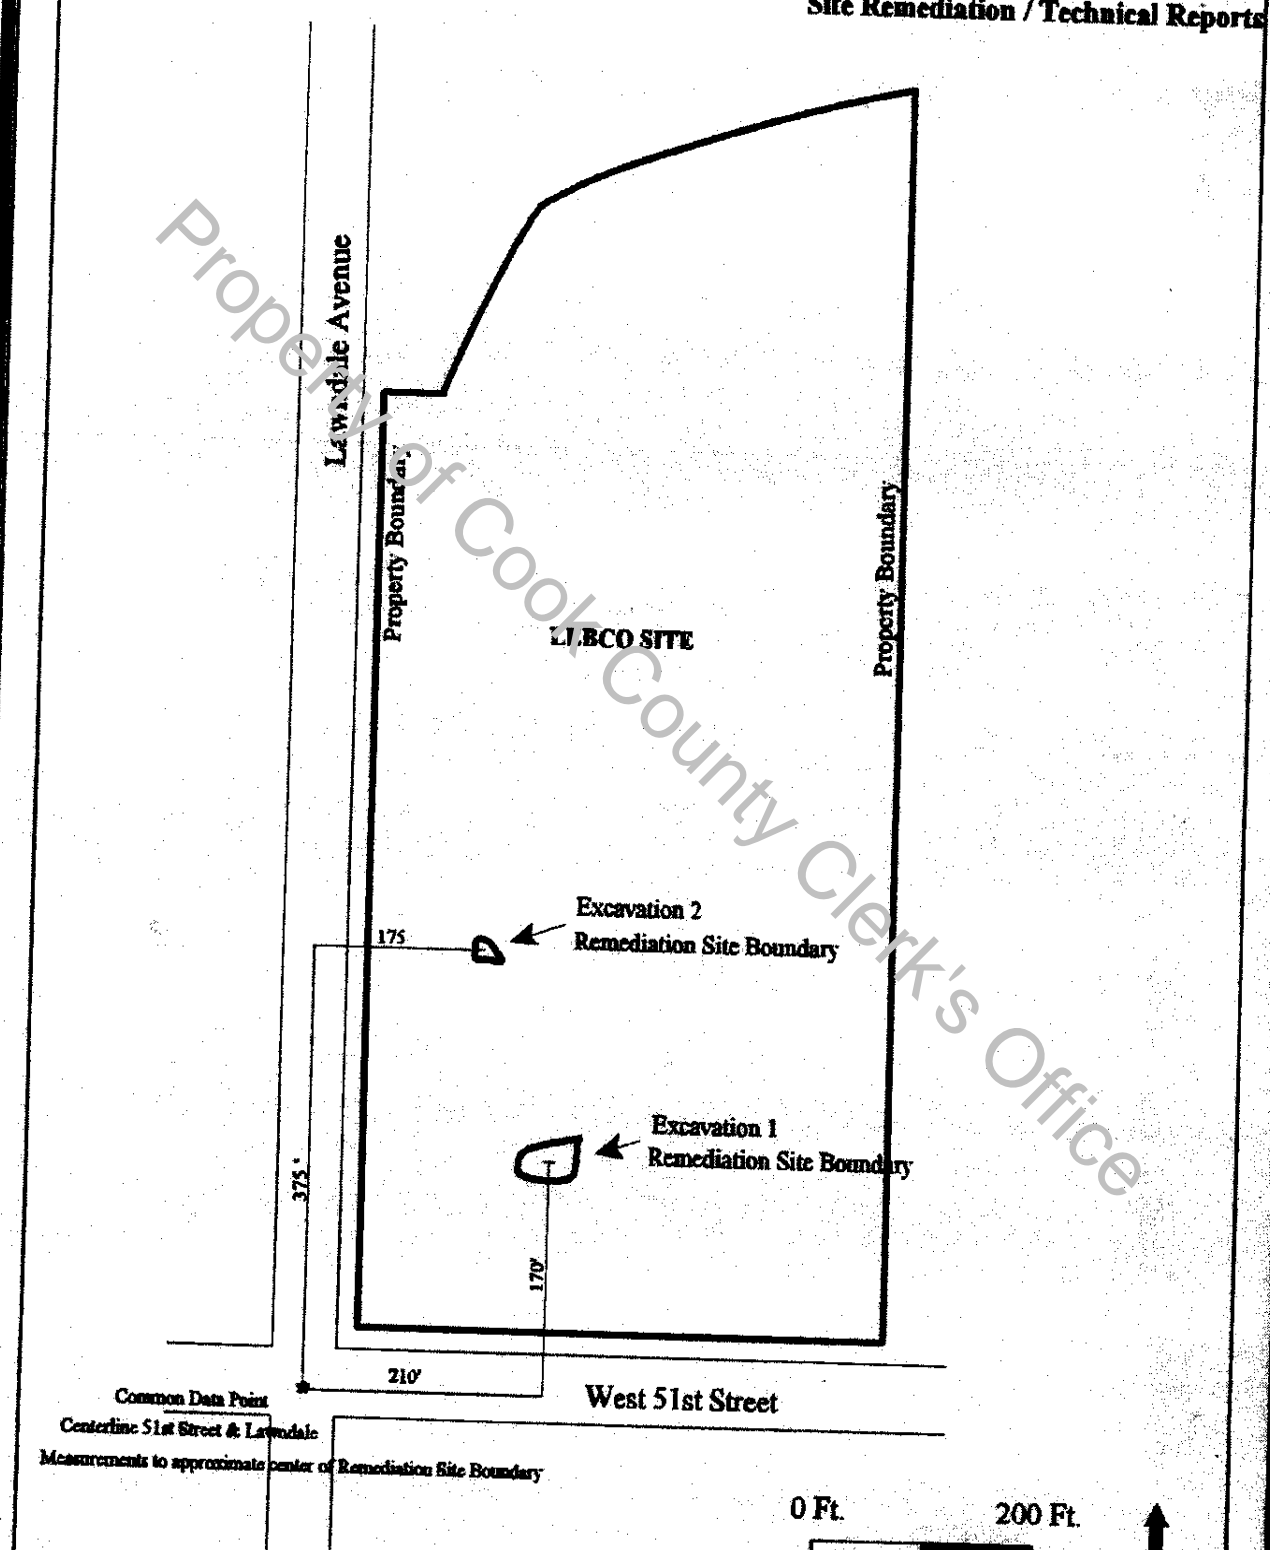 Site Remediation / Technical Reports
Lawndale Avenue
Property Boundary
Property Boundary
SITE
Excavation 2
Remediation Site Boundary
175
Excavation 1
Remediation Site Boundary
375 '
170'
210'
West 51st Street
Common Data Point
Centerline 51st Street & Lawndale
Measurements to approximate center of Remediation Site Boundary
0 Ft.
200 Ft.
Property of Cook County Clerk's Office